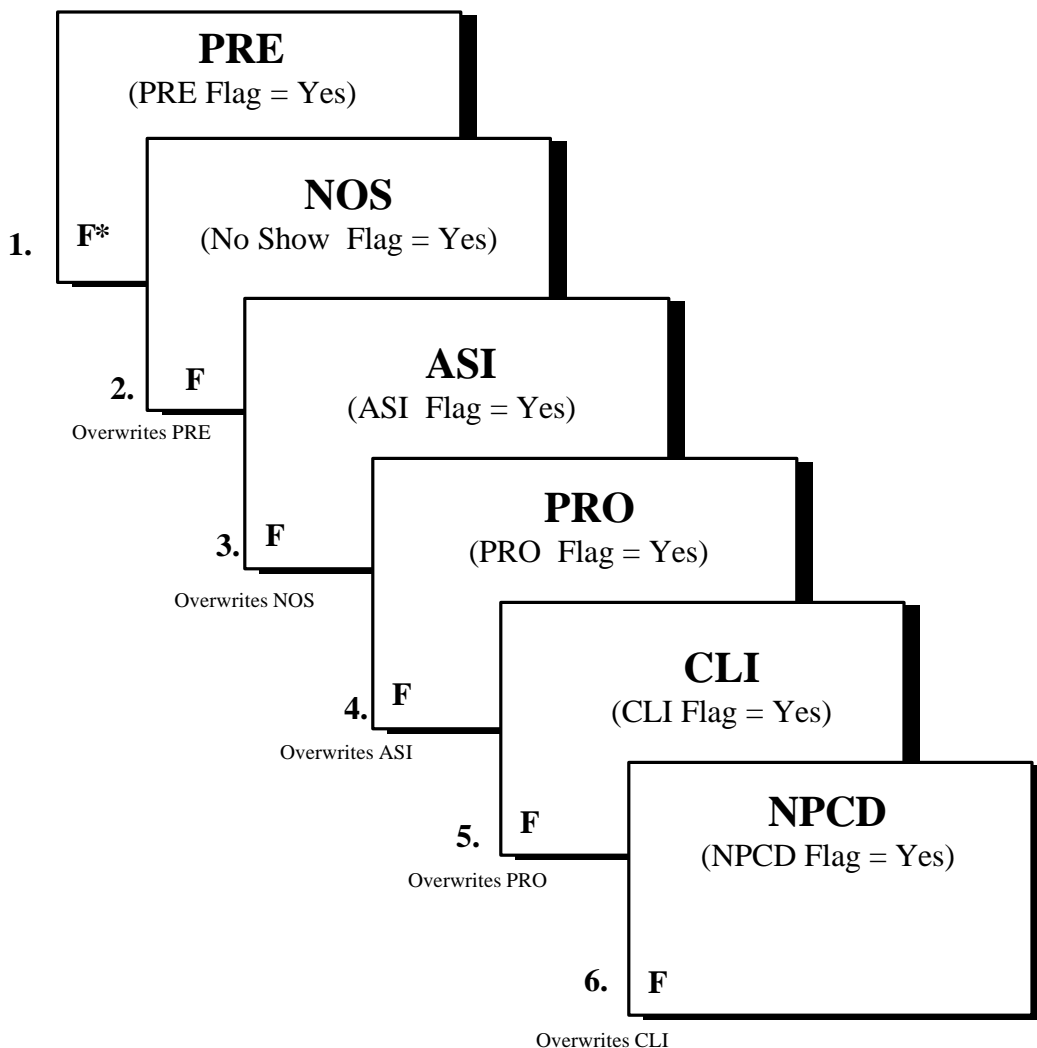 PRE
(PRE Flag = Yes)
1. F*
NOS
(No Show Flag = Yes)
2. F
Overwrites PRE
ASI
(ASI Flag = Yes)
3. F
Overwrites NOS
PRO
(PRO Flag = Yes)
4. F
Overwrites ASI
CLI
(CLI Flag = Yes)
5. F
Overwrites PRO
NPCD
(NPCD Flag = Yes)
6. F
Overwrites CLI